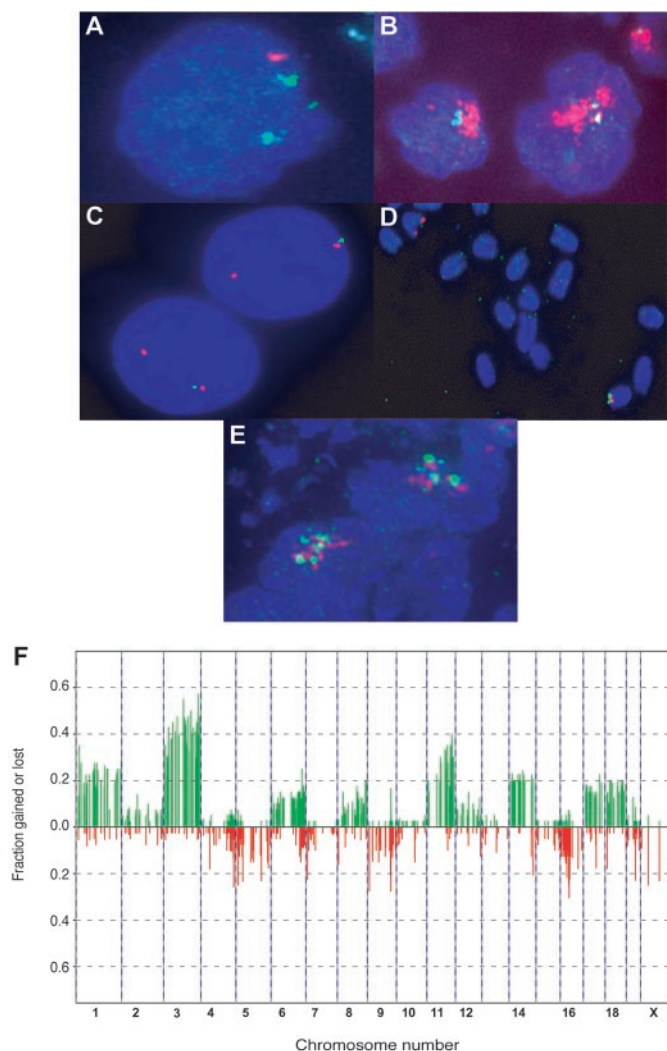 A
B
C
D
E
F
Fraction gained or lost
0.6
0.4
0.2
0.0
0.2
0.4
0.6
1 2 3 4 5 6 7 8 9 10 11 12 14 16 18 X
Chromosome number